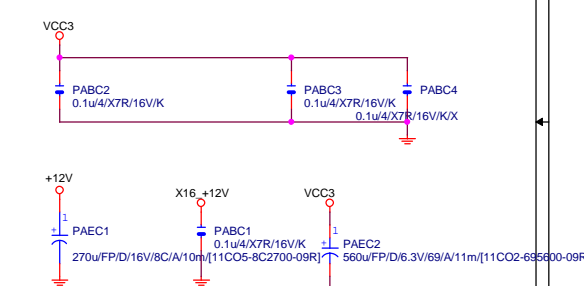 VCC3
PABC2
0.1u/4/X7R/16V/K
PABC3
0.1u/4/X7R/16V/K
PABC4
0.1u/4/X7R/16V/K/X
+12V
X16_+12V
VCC3
1
PAEC1
+
270u/FP/D/16V/8C/A/10m/[11CO5-8C2700-09R]
PABC1
0.1u/4/X7R/16V/K
1
PAEC2
+
560u/FP/D/6.3V/69/A/11m/[11CO2-695600-09R